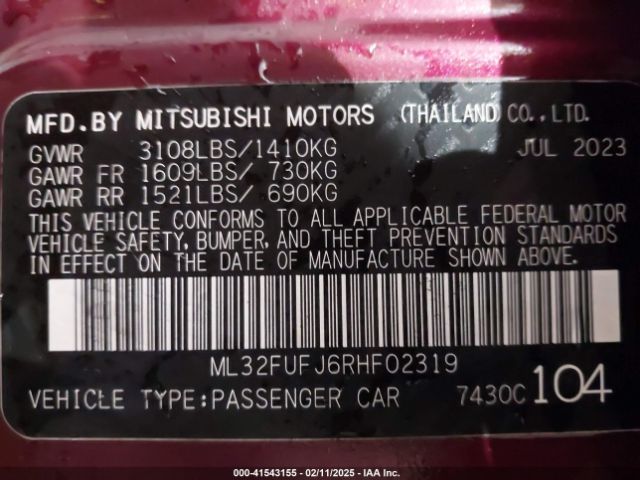 MFD.BY MITSUBISHI MOTORS (THAILAND)CO.,LTD.
GVWR 3108LBS/1410KG JUL 2023
GAWR FR 1609LBS/ 730KG
GAWR RR 1521LBS/ 690KG
THIS VEHICLE CONFORMS TO ALL APPLICABLE FEDERAL MOTOR
VEHICLE SAFETY, BUMPER, AND THEFT PREVENTION STANDARDS
IN EFFECT ON THE DATE OF MANUFACTURE SHOWN ABOVE.
ML32FUFJ6RHF02319
VEHICLE TYPE:PASSENGER CAR 7430C 104
000-41543155 - 02/11/2025 - IAA Inc.